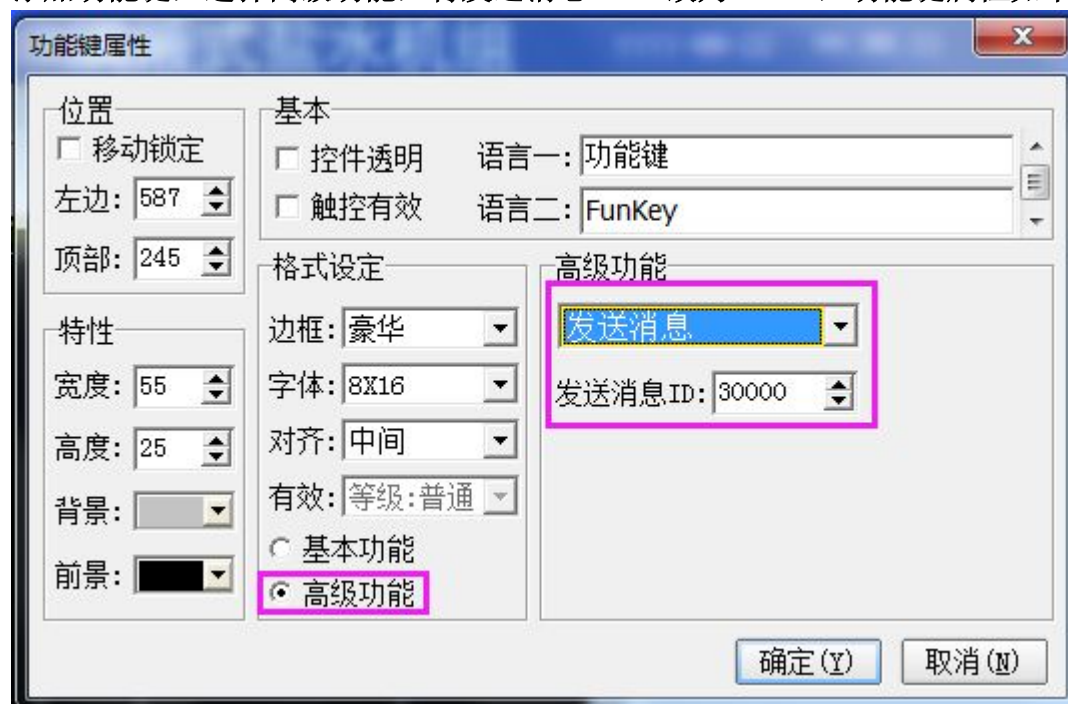 功能键属性
位置
移动锁定
左边: 587
顶部: 245
基本
控件透明 语言一: 功能键
触控有效 语言二: FunKey
特性
宽度: 55
高度: 25
背景:
前景:
格式设定
边框: 豪华
字体: 8X16
对齐: 中间
有效: 等级:普通
基本功能
高级功能
高级功能
发送消息
发送消息ID: 30000
确定(Y) 取消(N)